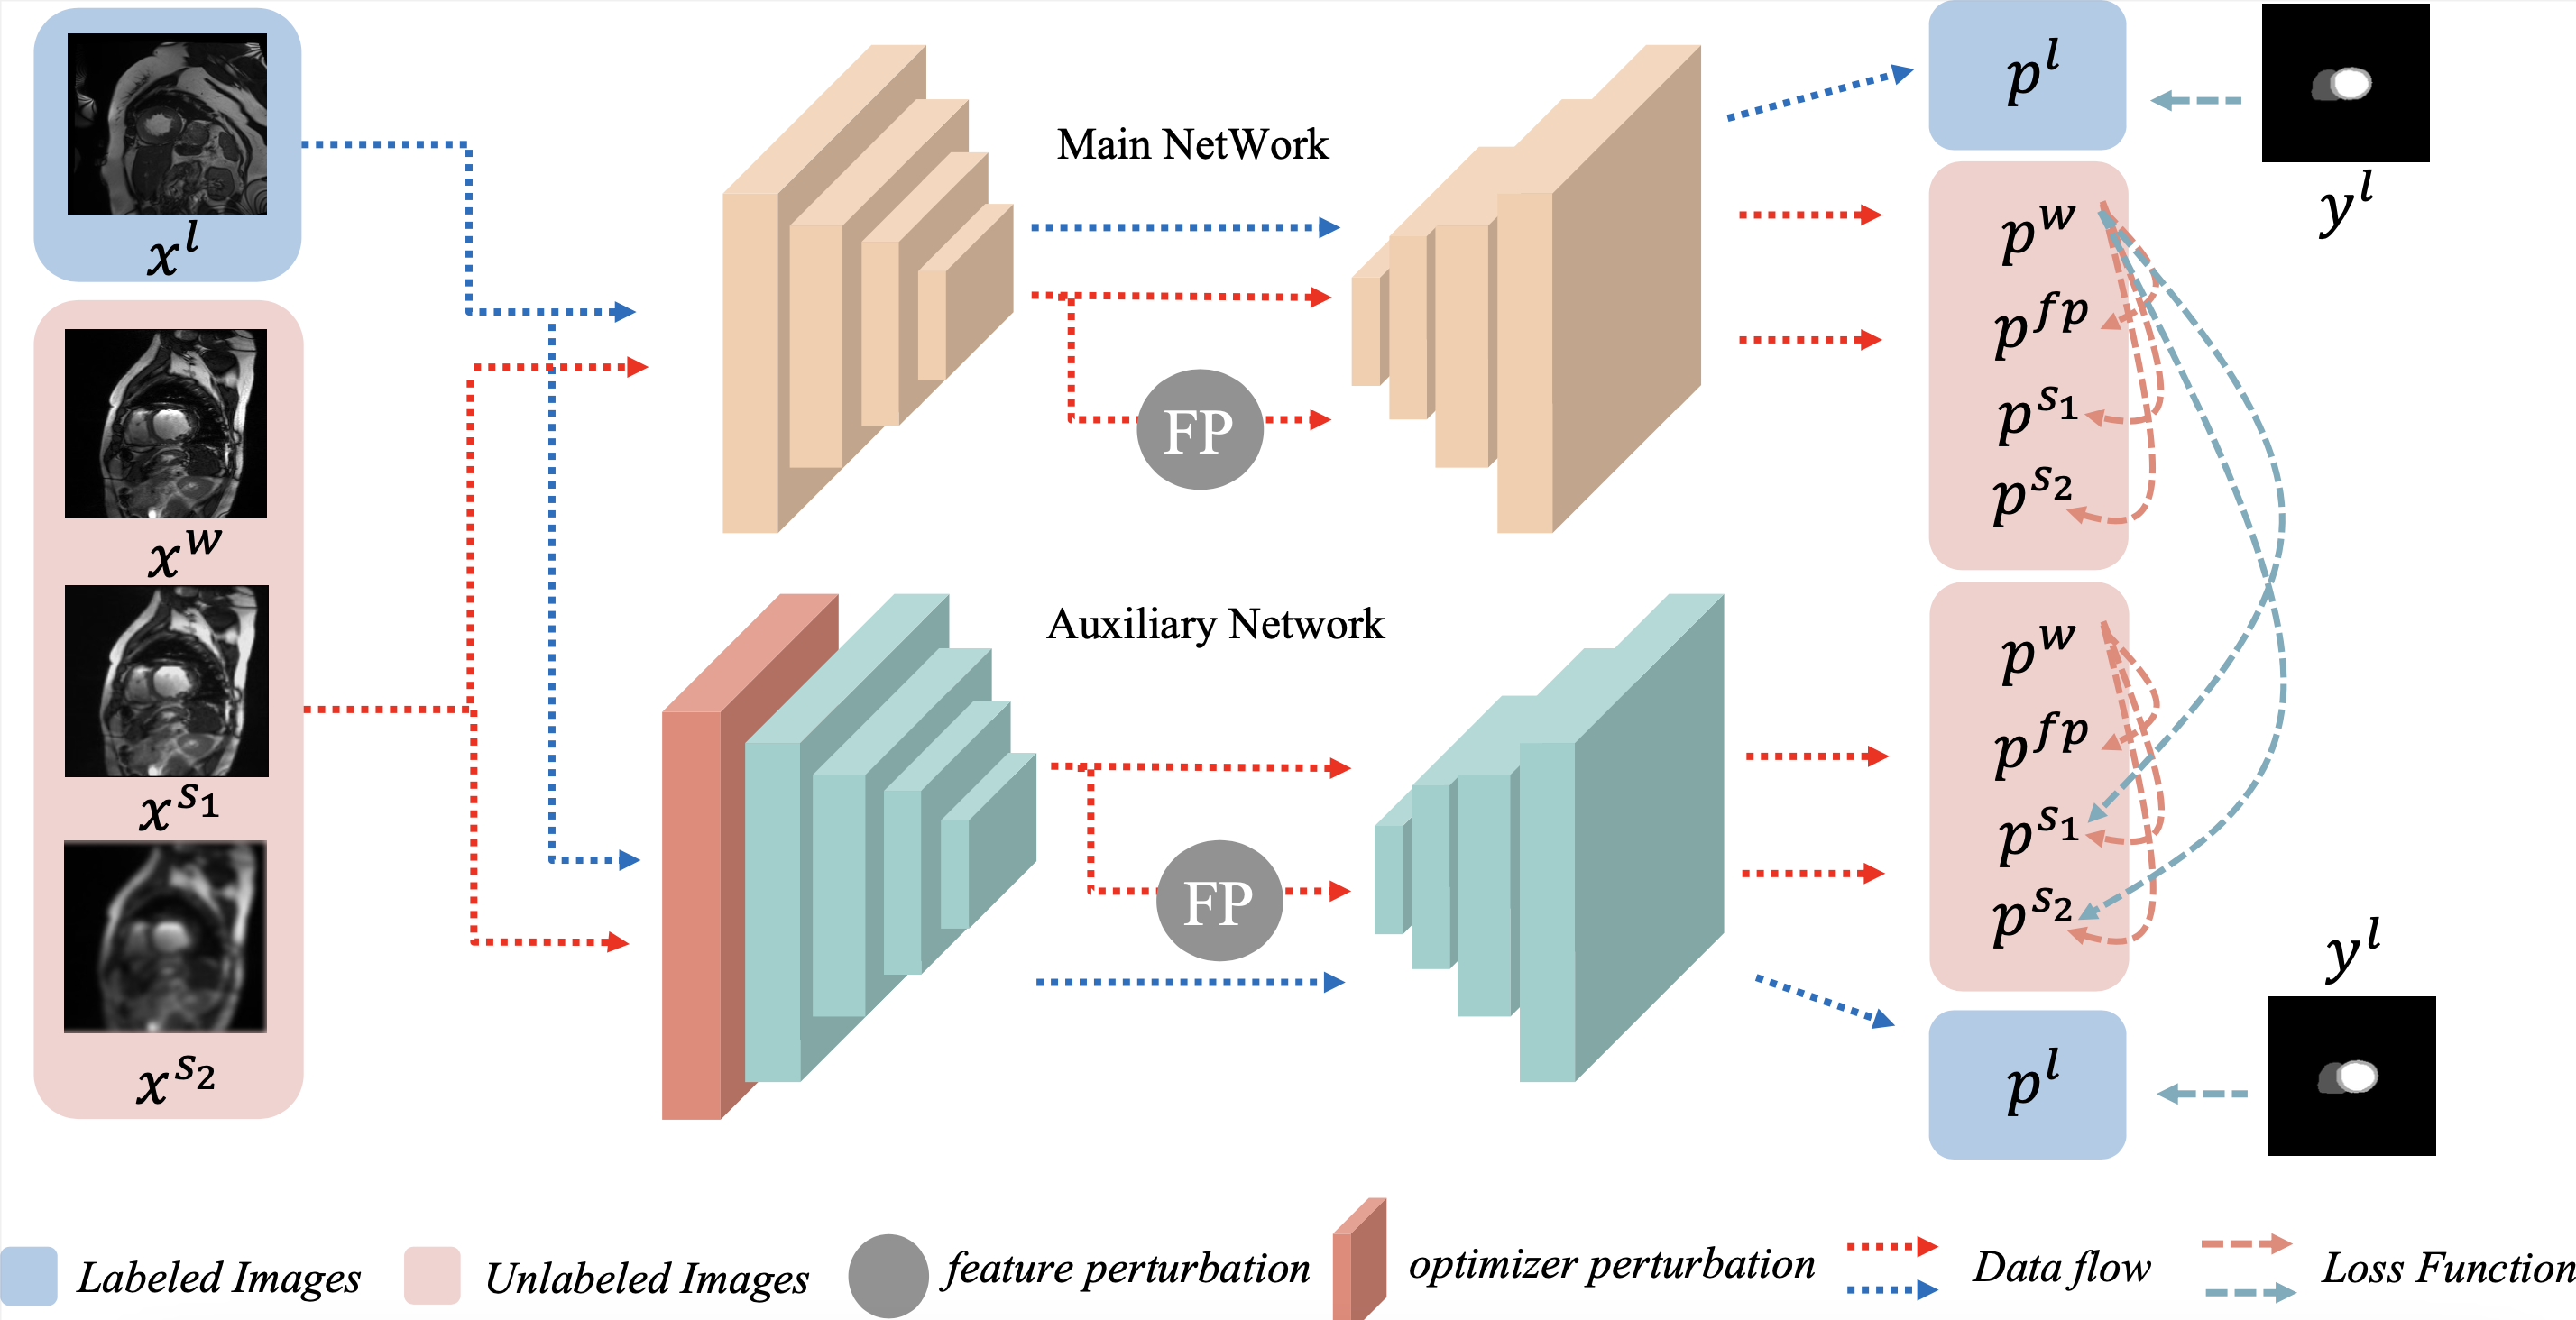 x^l
x^w
x^{s_1}
x^{s_2}
Main NetWork
FP
Auxiliary Network
FP
p^l
p^w
p^{fp}
p^{s_1}
p^{s_2}
p^w
p^{fp}
p^{s_1}
p^{s_2}
p^l
y^l
y^l
Labeled Images
Unlabeled Images
feature perturbation
optimizer perturbation
Data flow
Loss Function